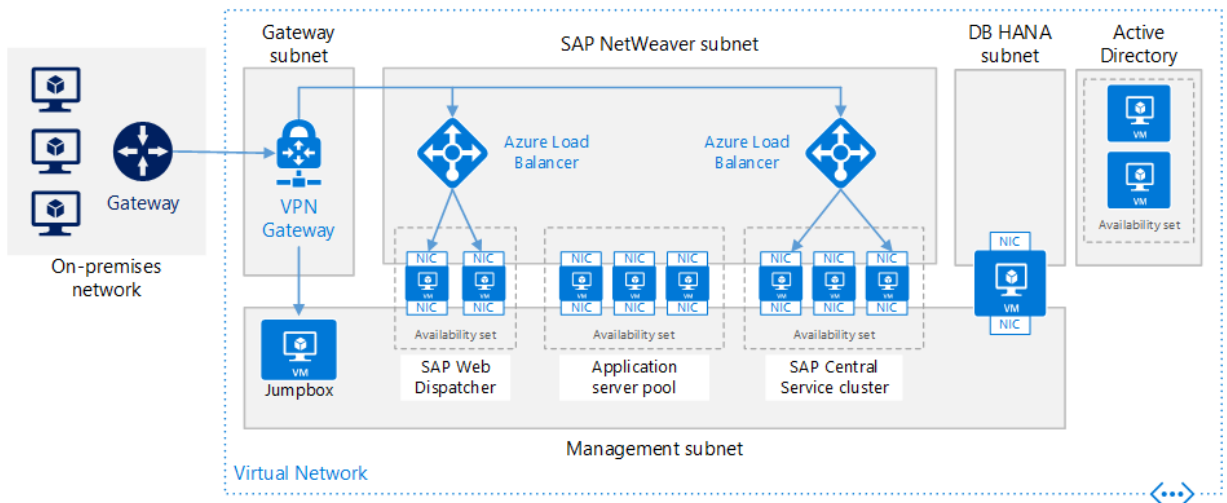 Gateway
subnet
SAP NetWeaver subnet
DB HANA
subnet
Active
Directory
Azure Load
Balancer
Azure Load
Balancer
VM
VM
Availability set
Gateway
VPN
Gateway
On-premises
network
NIC
NIC
NIC
NIC
NIC
NIC
NIC
NIC
NIC
VM
VM
VM
VM
VM
VM
VM
VM
VM
NIC
NIC
NIC
NIC
NIC
NIC
NIC
NIC
Availability set
Availability set
Availability set
VM
Jumpbox
SAP Web
Dispatcher
Application
server pool
SAP Central
Service cluster
VM
NIC
Management subnet
Virtual Network